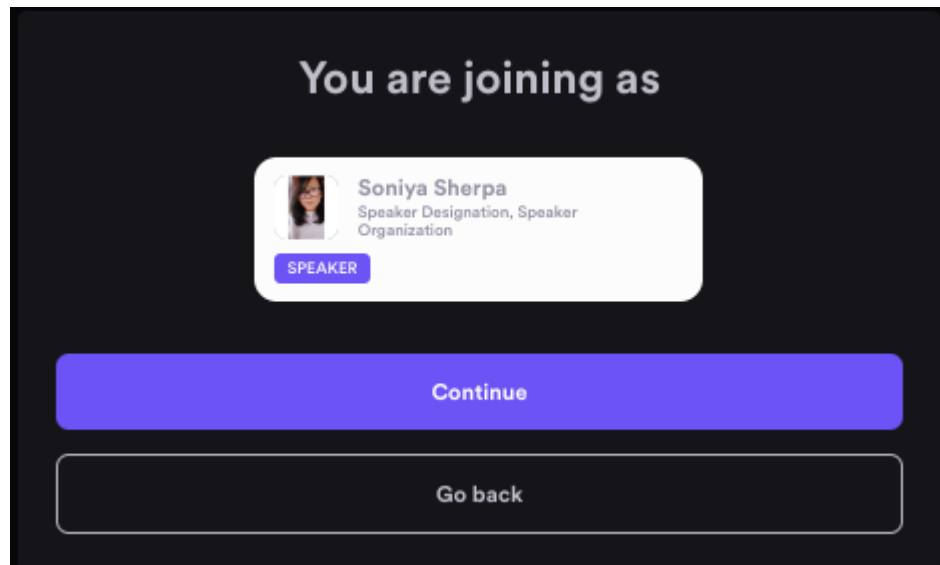 You are joining as
Soniya Sherpa
Speaker Designation, Speaker
Organization
SPEAKER
Continue
Go back